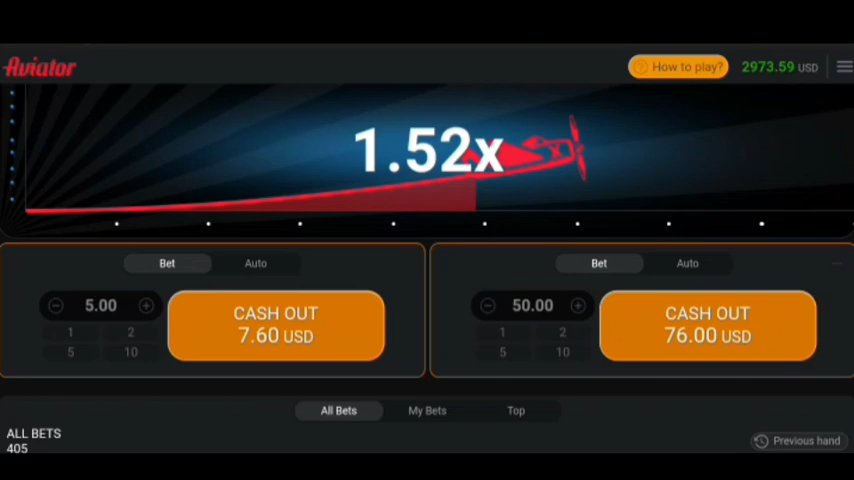 Aviator
How to play?
2973.59 USD
1.52x
Bet
Auto
5.00
1
2
5
10
CASH OUT
7.60 USD
Bet
Auto
50.00
1
2
5
10
CASH OUT
76.00 USD
All Bets
My Bets
Top
ALL BETS
405
Previous hand